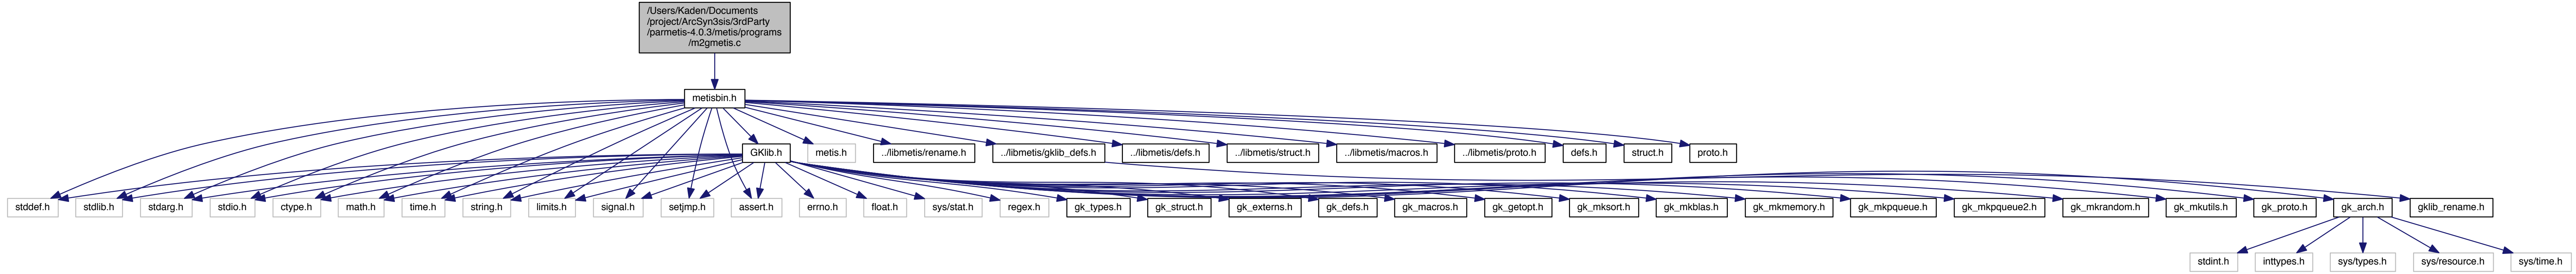 /Users/Kaden/Documents
/project/ArcSyn3sis/3rdParty
/parmetis-4.0.3/metis/programs
/m2gmetis.c
metisbin.h
GKlib.h
metis.h
../libmetis/rename.h
../libmetis/gklib_defs.h
../libmetis/defs.h
../libmetis/struct.h
../libmetis/macros.h
../libmetis/proto.h
defs.h
struct.h
proto.h
stddef.h
stdlib.h
stdarg.h
stdio.h
ctype.h
math.h
time.h
string.h
limits.h
signal.h
setjmp.h
assert.h
errno.h
float.h
sys/stat.h
regex.h
gk_types.h
gk_struct.h
gk_externs.h
gk_defs.h
gk_macros.h
gk_getopt.h
gk_mksort.h
gk_mkblas.h
gk_mkmemory.h
gk_mkpqueue.h
gk_mkpqueue2.h
gk_mkrandom.h
gk_mkutils.h
gk_proto.h
gk_arch.h
gklib_rename.h
stdint.h
inttypes.h
sys/types.h
sys/resource.h
sys/time.h